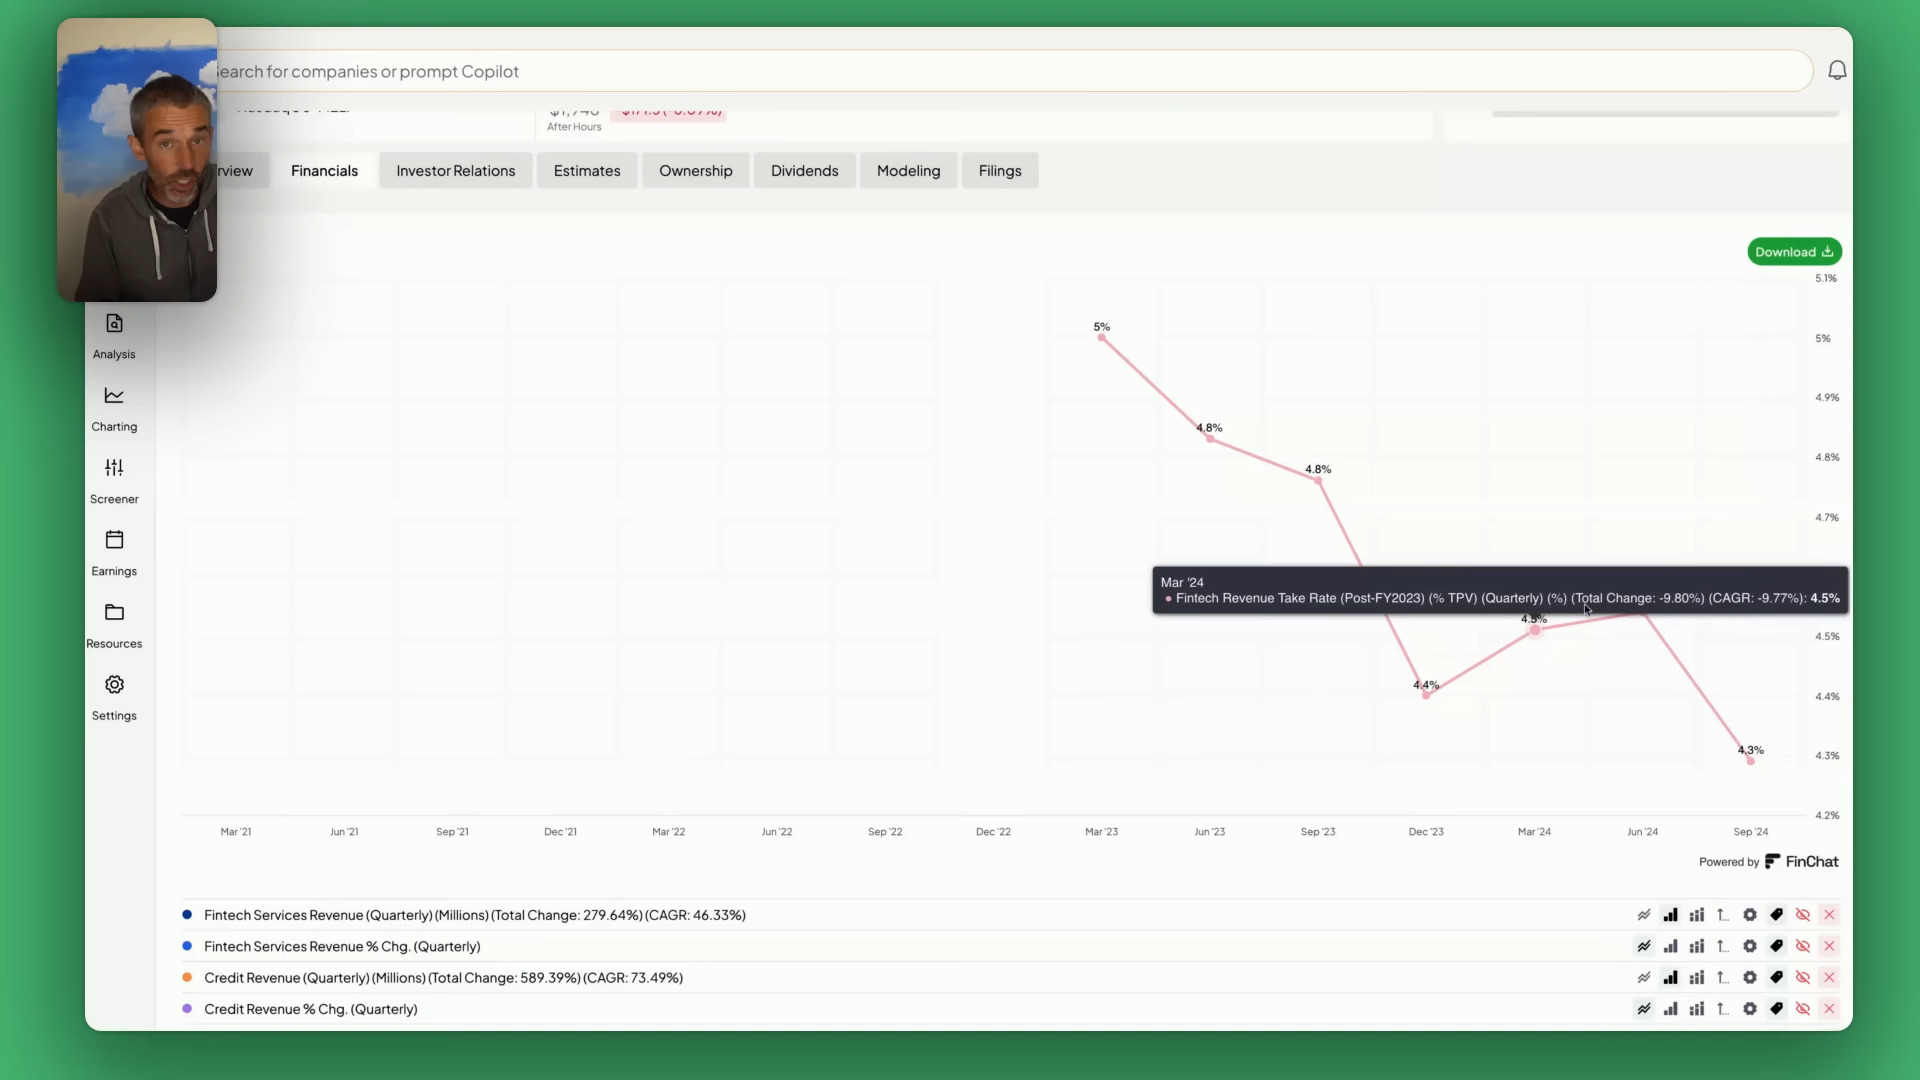 Search for companies or prompt Copilot
After Hours
rview
Financials
Investor Relations
Estimates
Ownership
Dividends
Modeling
Filings
Download
5.1%
5%
4.9%
4.8%
4.7%
4.5%
4.4%
4.3%
4.2%
5%
4.8%
4.8%
Mar '24
Fintech Revenue Take Rate (Post-FY2023) (% TPV) (Quarterly) (%) (Total Change: -9.80%) (CAGR: -9.77%): 4.5%
4.5%
4.4%
4.3%
Analysis
Charting
Screener
Earnings
Resources
Settings
Mar '21
Jun '21
Sep '21
Dec '21
Mar '22
Jun '22
Sep '22
Dec '22
Mar '23
Jun '23
Sep '23
Dec '23
Mar '24
Jun '24
Sep '24
Powered by FinChat
Fintech Services Revenue (Quarterly) (Millions) (Total Change: 279.64%) (CAGR: 46.33%)
Fintech Services Revenue % Chg. (Quarterly)
Credit Revenue (Quarterly) (Millions) (Total Change: 589.39%) (CAGR: 73.49%)
Credit Revenue % Chg. (Quarterly)